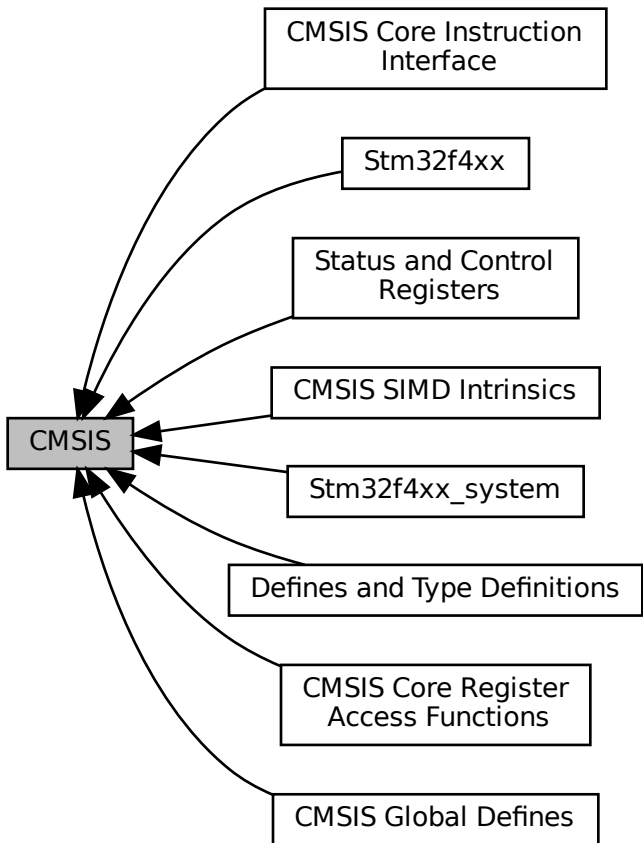 CMSIS Core Instruction
Interface
Stm32f4xx
Status and Control
Registers
CMSIS SIMD Intrinsics
CMSIS
Stm32f4xx_system
Defines and Type Definitions
CMSIS Core Register
Access Functions
CMSIS Global Defines